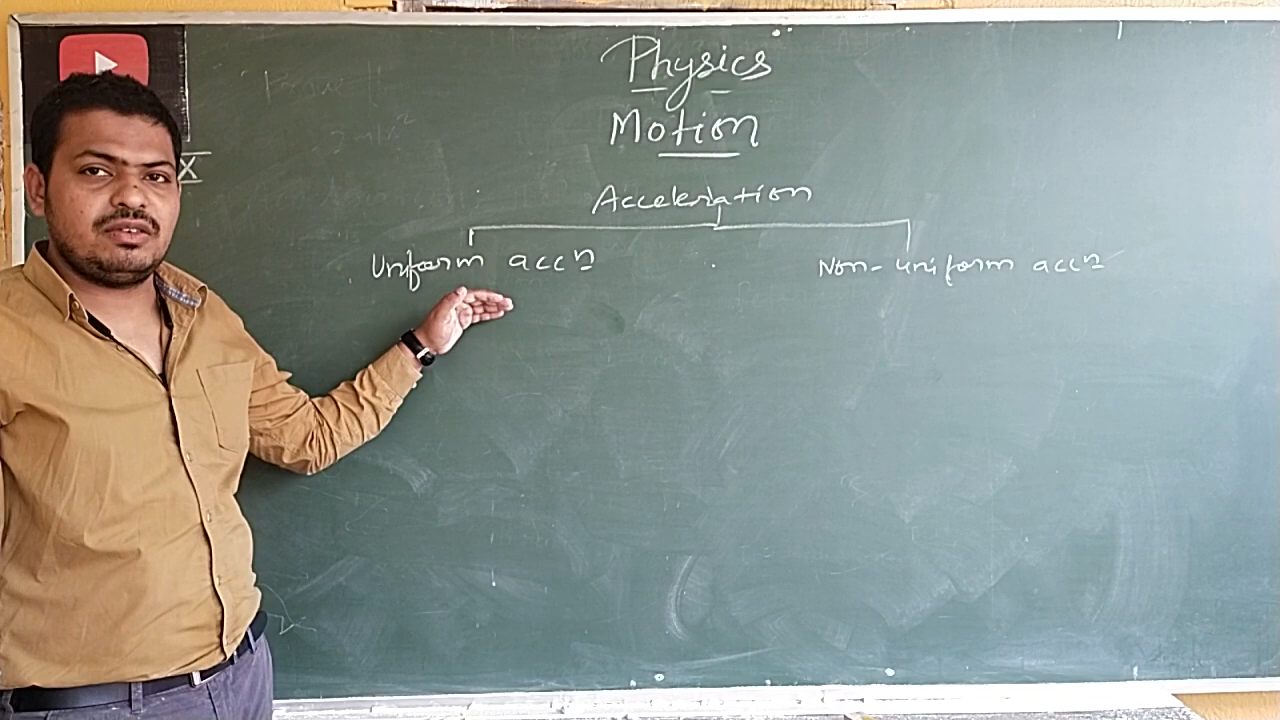 Physics
Motion
X
Acceleration
Uniform accn
Non-uniform accn